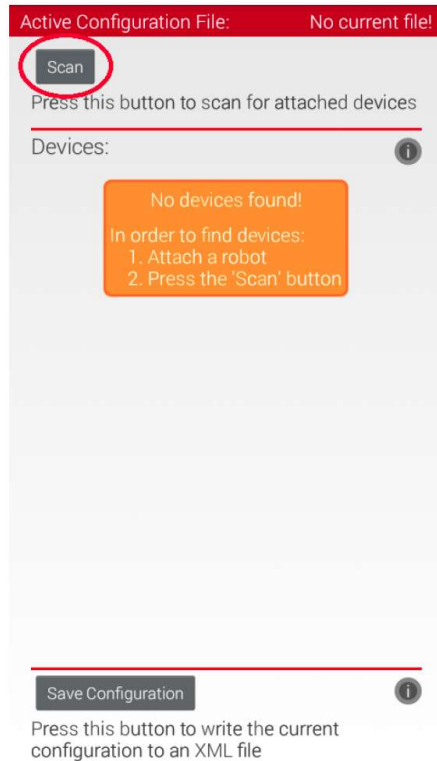 Active Configuration File: No current file!
Scan
Press this button to scan for attached devices
Devices:
i
No devices found!
In order to find devices:
1. Attach a robot
2. Press the 'Scan' button
Save Configuration
i
Press this button to write the current
configuration to an XML file